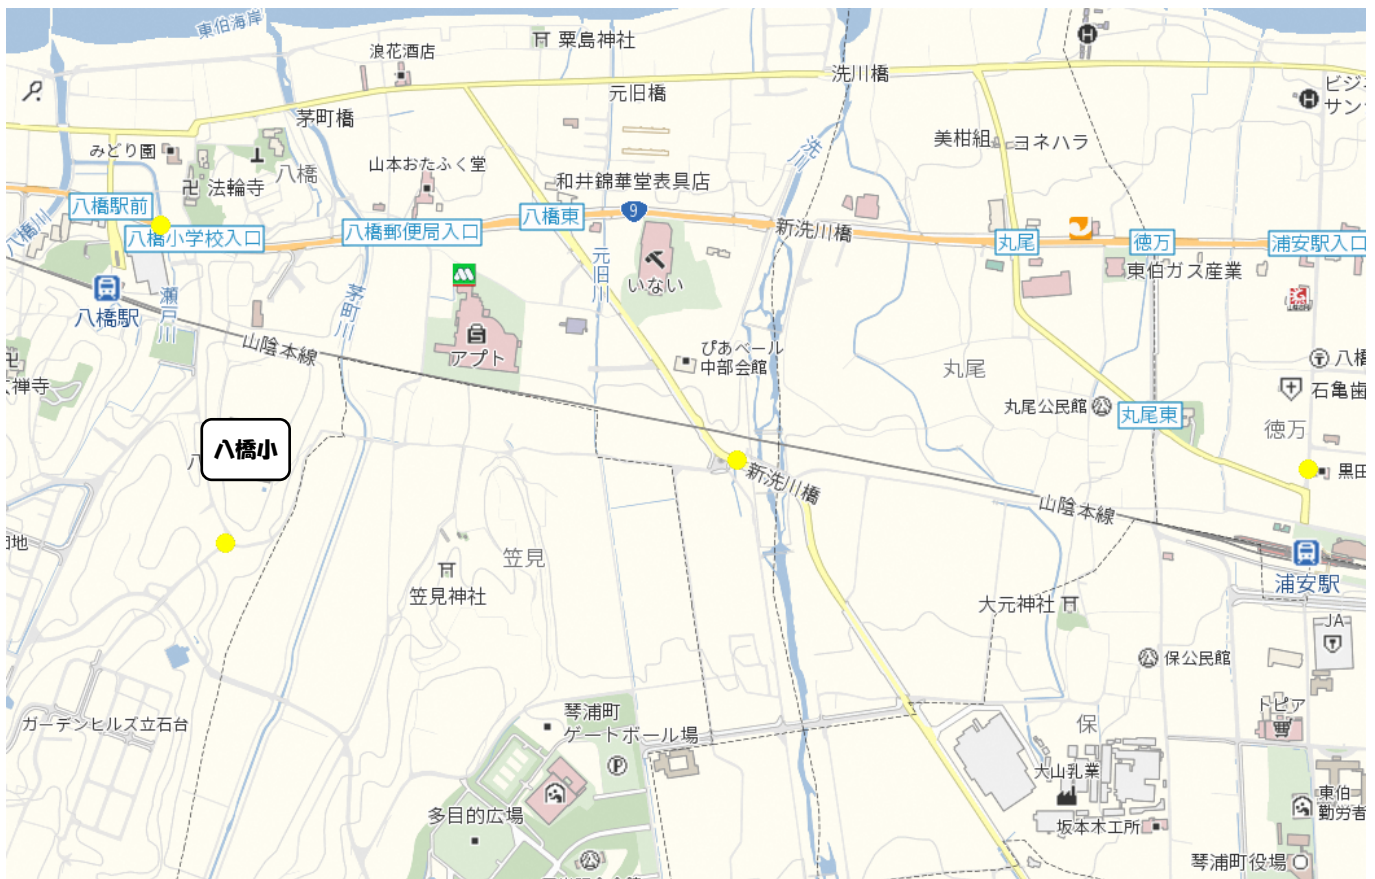 東伯海岸
浪花酒店
粟島神社
洗川橋
元旧橋
茅町橋
美柑組
ヨネハラ
みどり園
法輪寺
八橋
山本おたふく堂
和井錦華堂表具店
洗川
八橋駅前
八橋小学校入口
八橋郵便局入口
八橋東
9
新洗川橋
丸尾
徳万
浦安駅入口
八橋川
東伯ガス産業
いない
元旧川
瀬戸川
茅町川
八橋駅
山陰本線
アプト
ぴあべール
中部会館
丸尾
石亀歯
丸尾公民館
丸尾東
徳万
八橋小
新洗川橋
黒田
山陰本線
笠見
笠見神社
浦安駅
大元神社
JA
保公民館
琴浦町
ゲートボール場
ガーデンヒルズ立石台
トピア
保
大山乳業
多目的広場
坂本木工所
東伯
勤労者
琴浦町役場